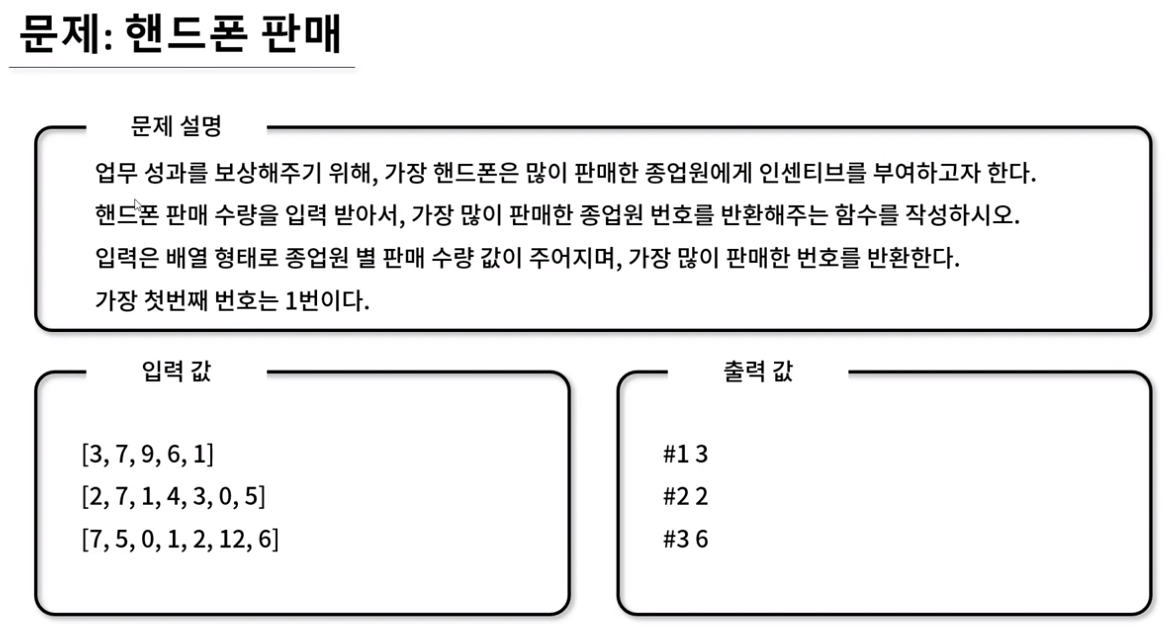 문제: 핸드폰 판매
문제 설명
업무 성과를 보상해주기 위해, 가장 핸드폰은 많이 판매한 종업원에게 인센티브를 부여하고자 한다.
핸드폰 판매 수량을 입력 받아서, 가장 많이 판매한 종업원 번호를 반환해주는 함수를 작성하시오.
입력은 배열 형태로 종업원 별 판매 수량 값이 주어지며, 가장 많이 판매한 번호를 반환한다.
가장 첫번째 번호는 1번이다.
입력 값
[3, 7, 9, 6, 1]
[2, 7, 1, 4, 3, 0, 5]
[7, 5, 0, 1, 2, 12, 6]
출력 값
#1 3
#2 2
#3 6